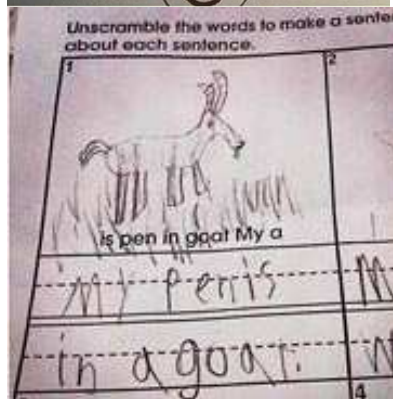 Unscramble the words to make a sente
about each sentence.
1
2
is pen in goat My a
My Penis
in a goat.
4